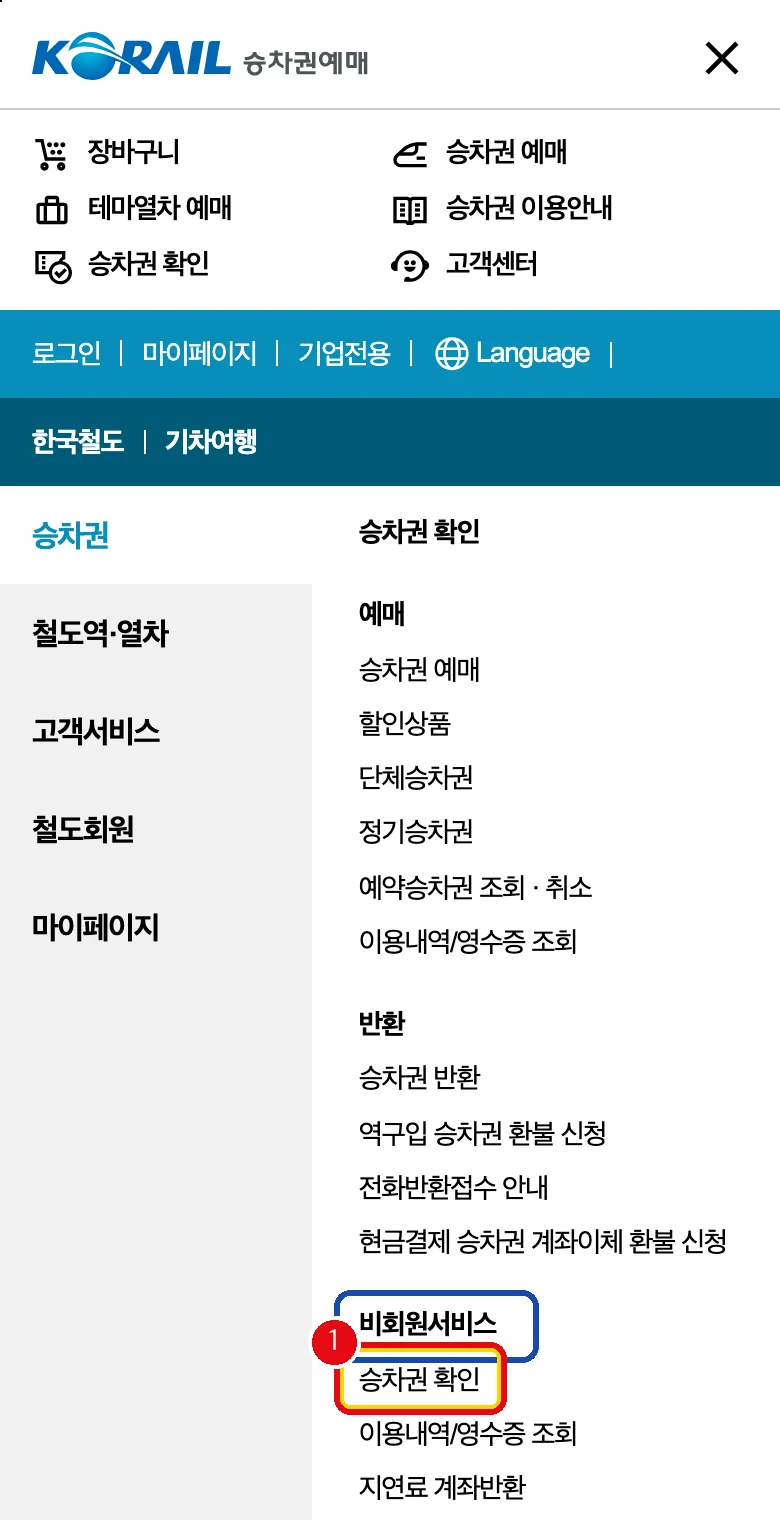 KORAIL 승차권예매
장바구니 승차권 예매
테마열차 예매 승차권 이용안내
승차권 확인 고객센터
로그인 | 마이페이지 | 기업전용 | Language |
한국철도 | 기차여행
승차권
철도역·열차
고객서비스
철도회원
마이페이지
승차권 확인
예매
승차권 예매
할인상품
단체승차권
정기승차권
예약승차권 조회 · 취소
이용내역/영수증 조회
반환
승차권 반환
역구입 승차권 환불 신청
전화반환접수 안내
현금결제 승차권 계좌이체 환불 신청
비회원서비스
1
승차권 확인
이용내역/영수증 조회
지연료 계좌반환